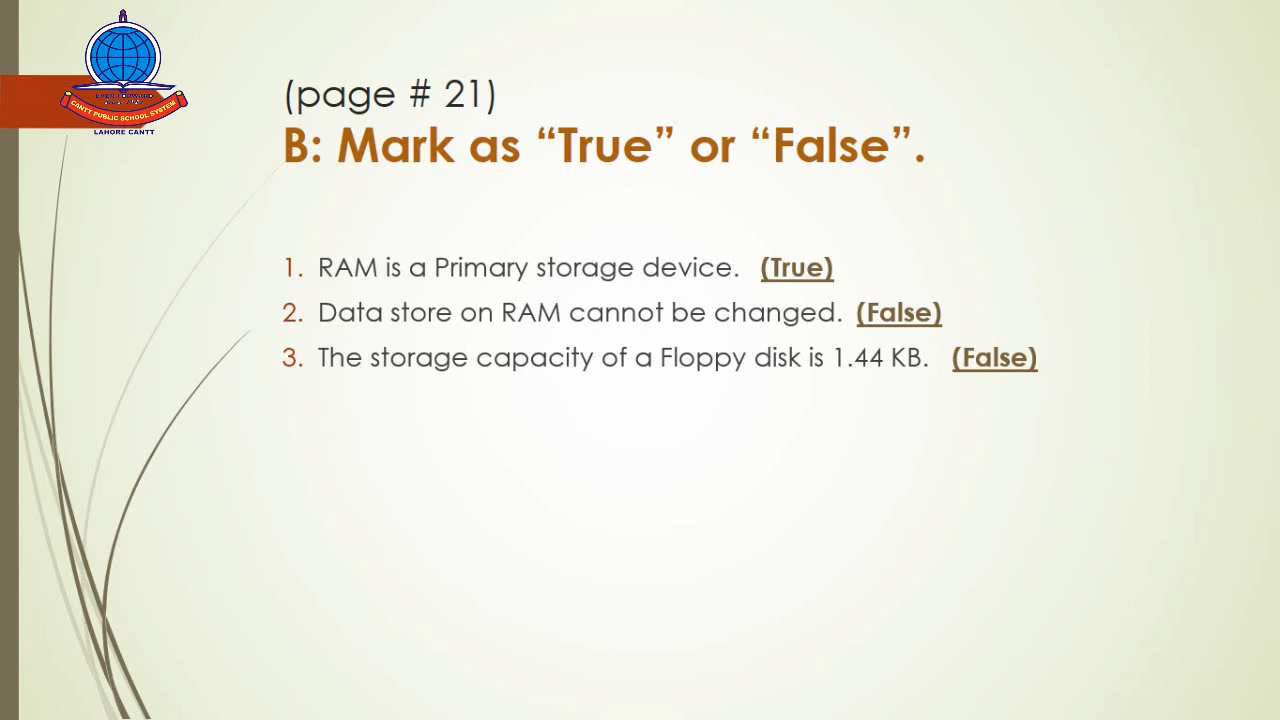 CANTT PUBLIC SCHOOL SYSTEM
LAHORE CANTT
(page # 21)
B: Mark as “True” or “False”.
1. RAM is a Primary storage device. (True)
2. Data store on RAM cannot be changed. (False)
3. The storage capacity of a Floppy disk is 1.44 KB. (False)